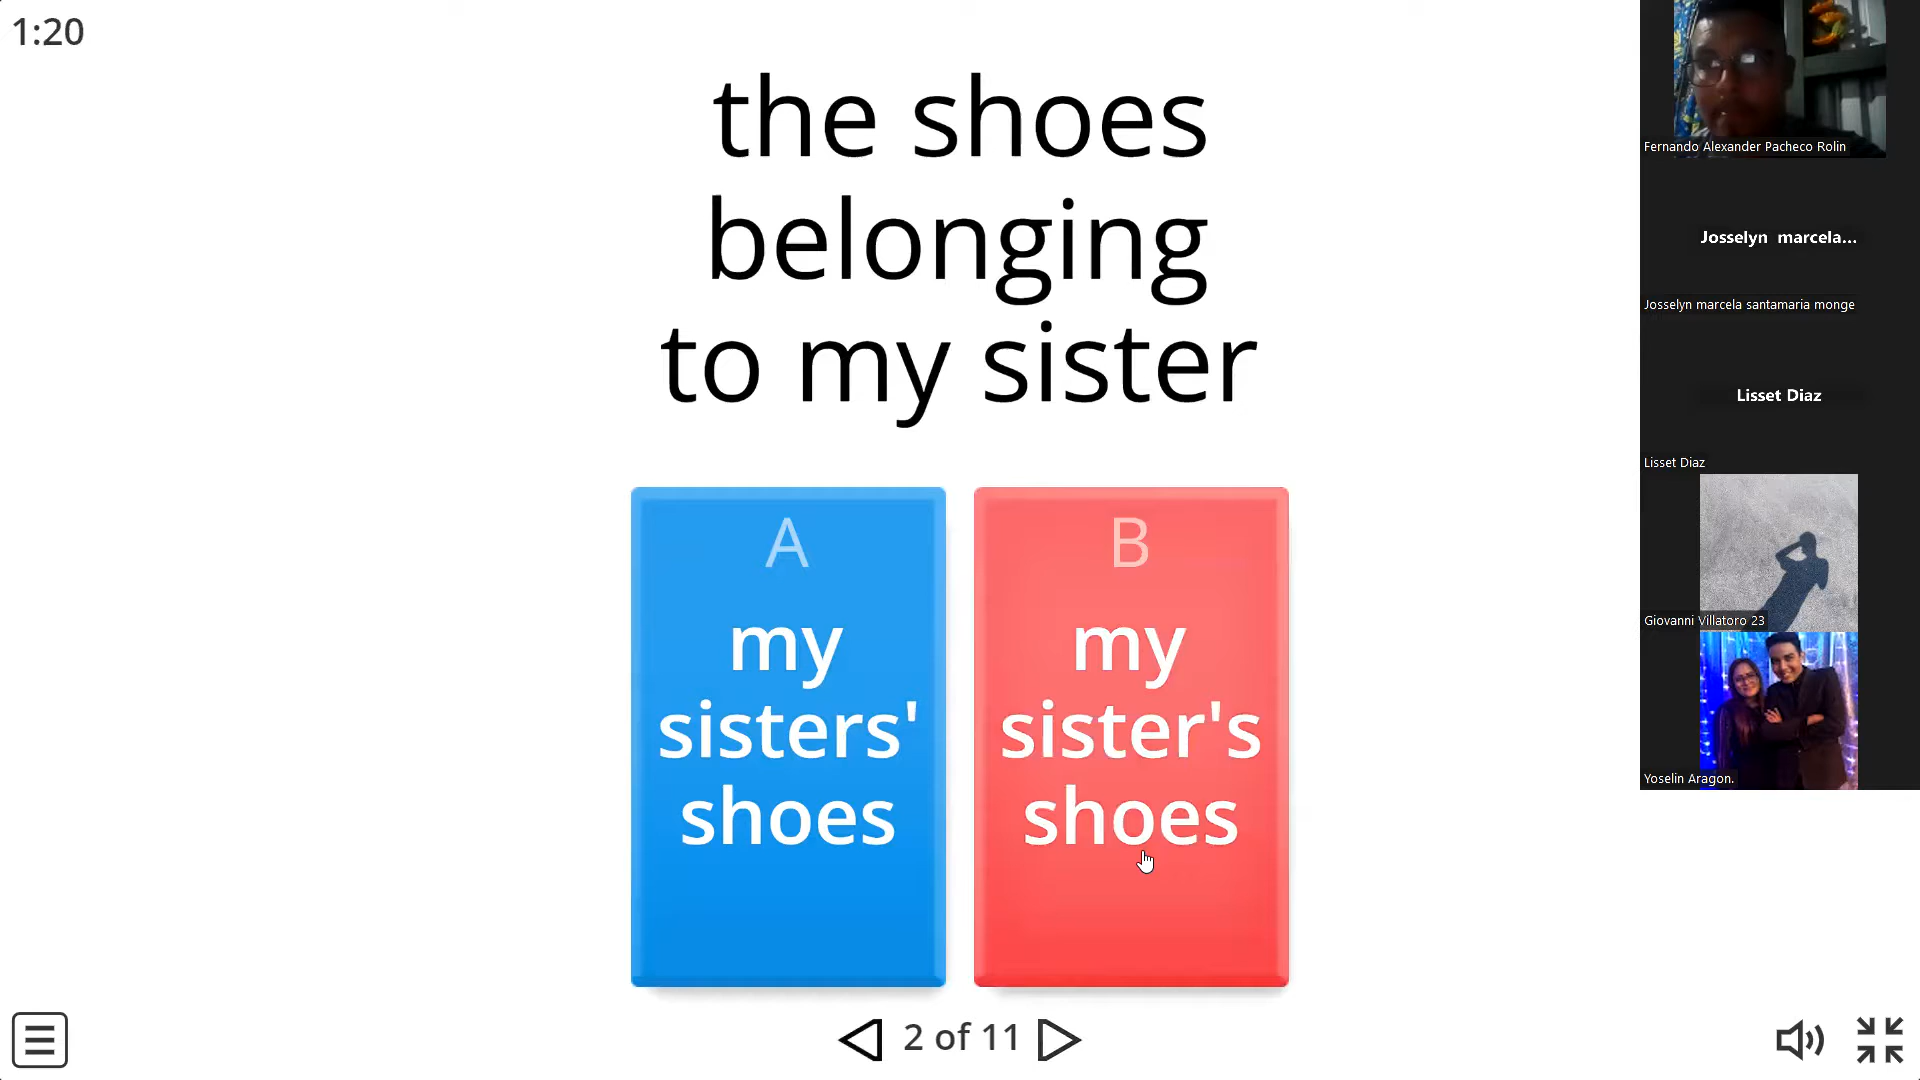 1:20
the shoes
belonging
to my sister
A
my
sisters'
shoes
B
my
sister's
shoes
2 of 11
Fernando Alexander Pacheco Rolin
Josselyn marcela...
Josselyn marcela santamaria monge
Lisset Diaz
Lisset Diaz
Giovanni Villatoro 23
Yoselin Aragon.